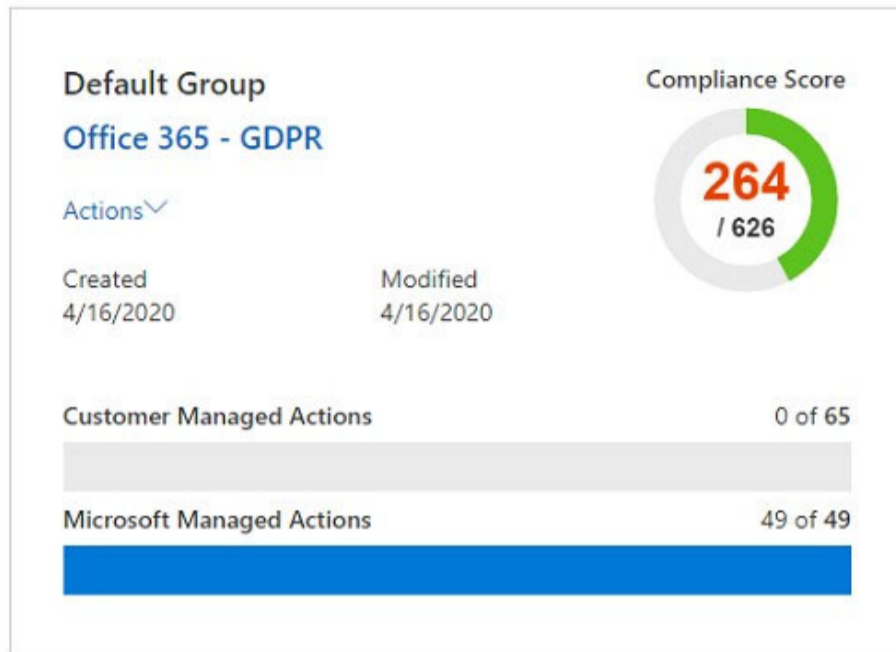 Default Group
Compliance Score
Office 365 - GDPR
264
/ 626
Actions
Created
Modified
4/16/2020
4/16/2020
Customer Managed Actions
0 of 65
Microsoft Managed Actions
49 of 49